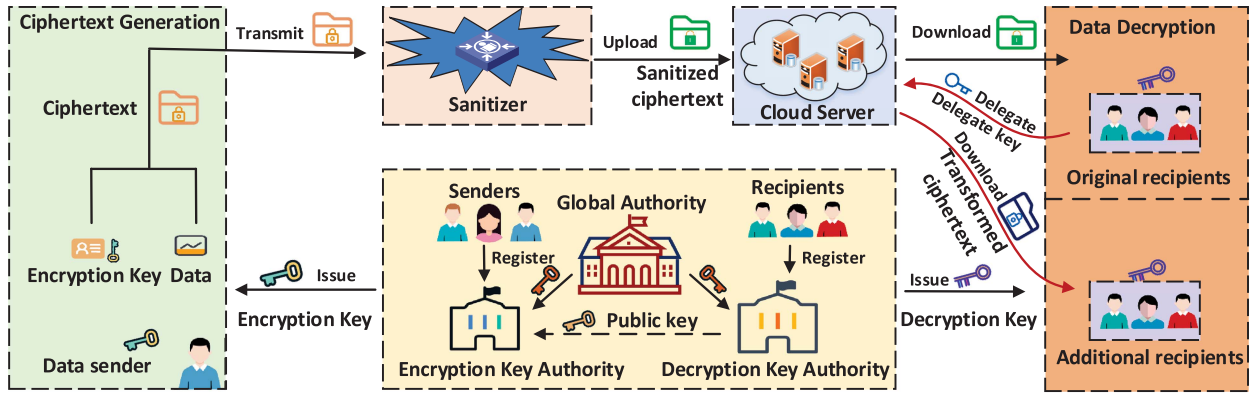 Ciphertext Generation
Ciphertext
Encryption Key
Data
Data sender
Transmit
Sanitizer
Upload
Sanitized
ciphertext
Cloud Server
Download
Delegate
Delegate key
Download
Transformed
ciphertext
Data Decryption
Original recipients
Additional recipients
Senders
Global Authority
Recipients
Register
Register
Public key
Encryption Key Authority
Decryption Key Authority
Issue
Encryption Key
Issue
Decryption Key